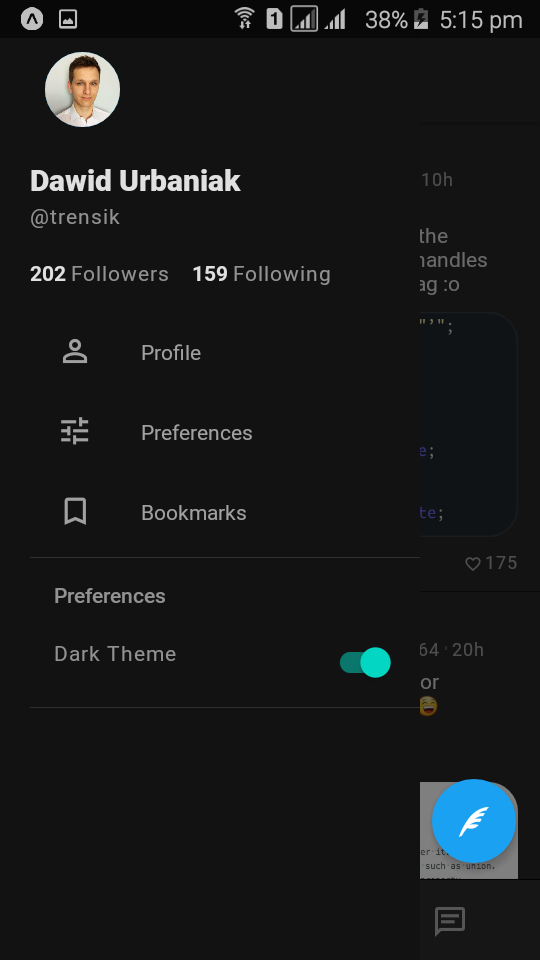 1 38% 5:15 pm
Dawid Urbaniak
@trensik
202 Followers 159 Following
Profile
Preferences
Bookmarks
Preferences
Dark Theme
10h
the
handles
ag :o
"’";
e;
te;
175
64 · 20h
or
er it
such as union.